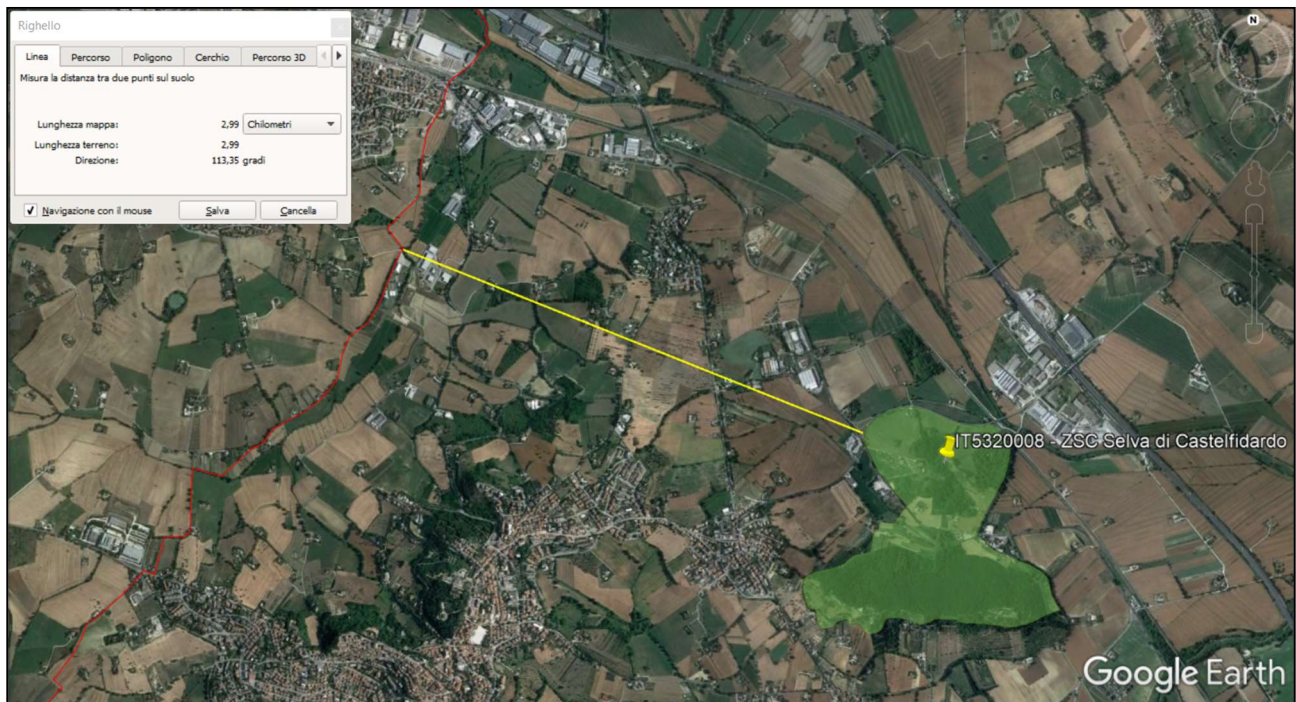 Righello
Linea Percorso Poligono Cerchio Percorso 3D
Misura la distanza tra due punti sul suolo
Lunghezza mappa: 2,99 Chilometri
Lunghezza terreno: 2,99
Direzione: 113,35 gradi
Navigazione con il mouse Salva Cancella
N
IT5320008 - ZSC Selva di Castelfidardo
Google Earth